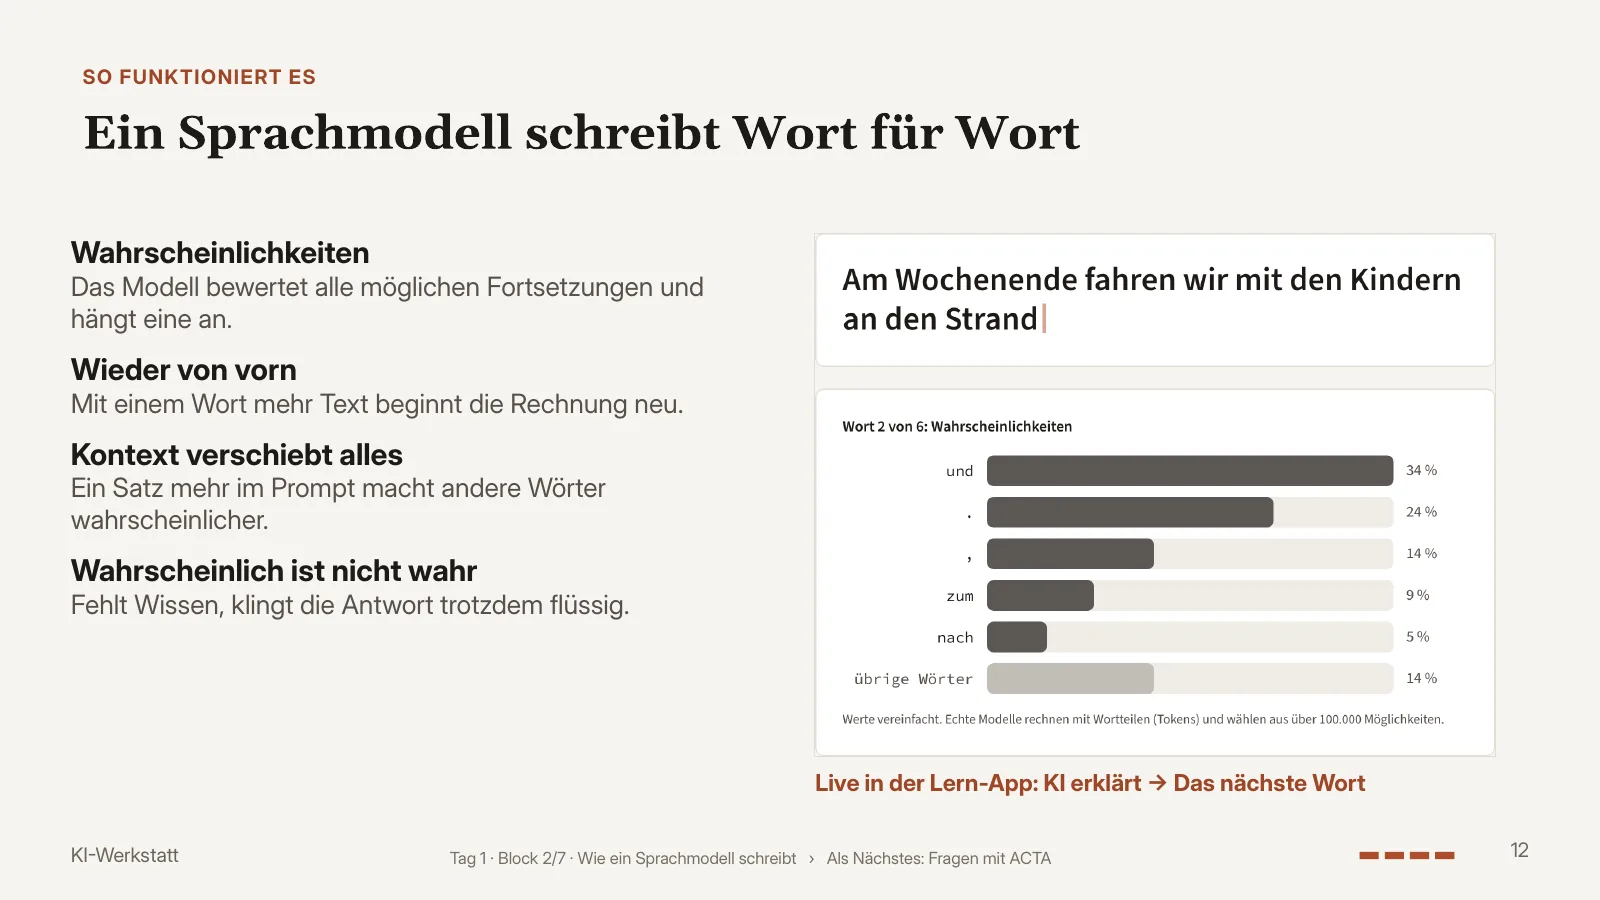 SO FUNKTIONIERT ES
Ein Sprachmodell schreibt Wort für Wort
Wahrscheinlichkeiten
Das Modell bewertet alle möglichen Fortsetzungen und
hängt eine an.
Wieder von vorn
Mit einem Wort mehr Text beginnt die Rechnung neu.
Kontext verschiebt alles
Ein Satz mehr im Prompt macht andere Wörter
wahrscheinlicher.
Wahrscheinlich ist nicht wahr
Fehlt Wissen, klingt die Antwort trotzdem flüssig.
Am Wochenende fahren wir mit den Kindern
an den Strand
Wort 2 von 6: Wahrscheinlichkeiten
und 34 %
. 24 %
, 14 %
zum 9 %
nach 5 %
übrige Wörter 14 %
Werte vereinfacht. Echte Modelle rechnen mit Wortteilen (Tokens) und wählen aus über 100.000 Möglichkeiten.
Live in der Lern-App: KI erklärt → Das nächste Wort
KI-Werkstatt
Tag 1 · Block 2/7 · Wie ein Sprachmodell schreibt › Als Nächstes: Fragen mit ACTA
12